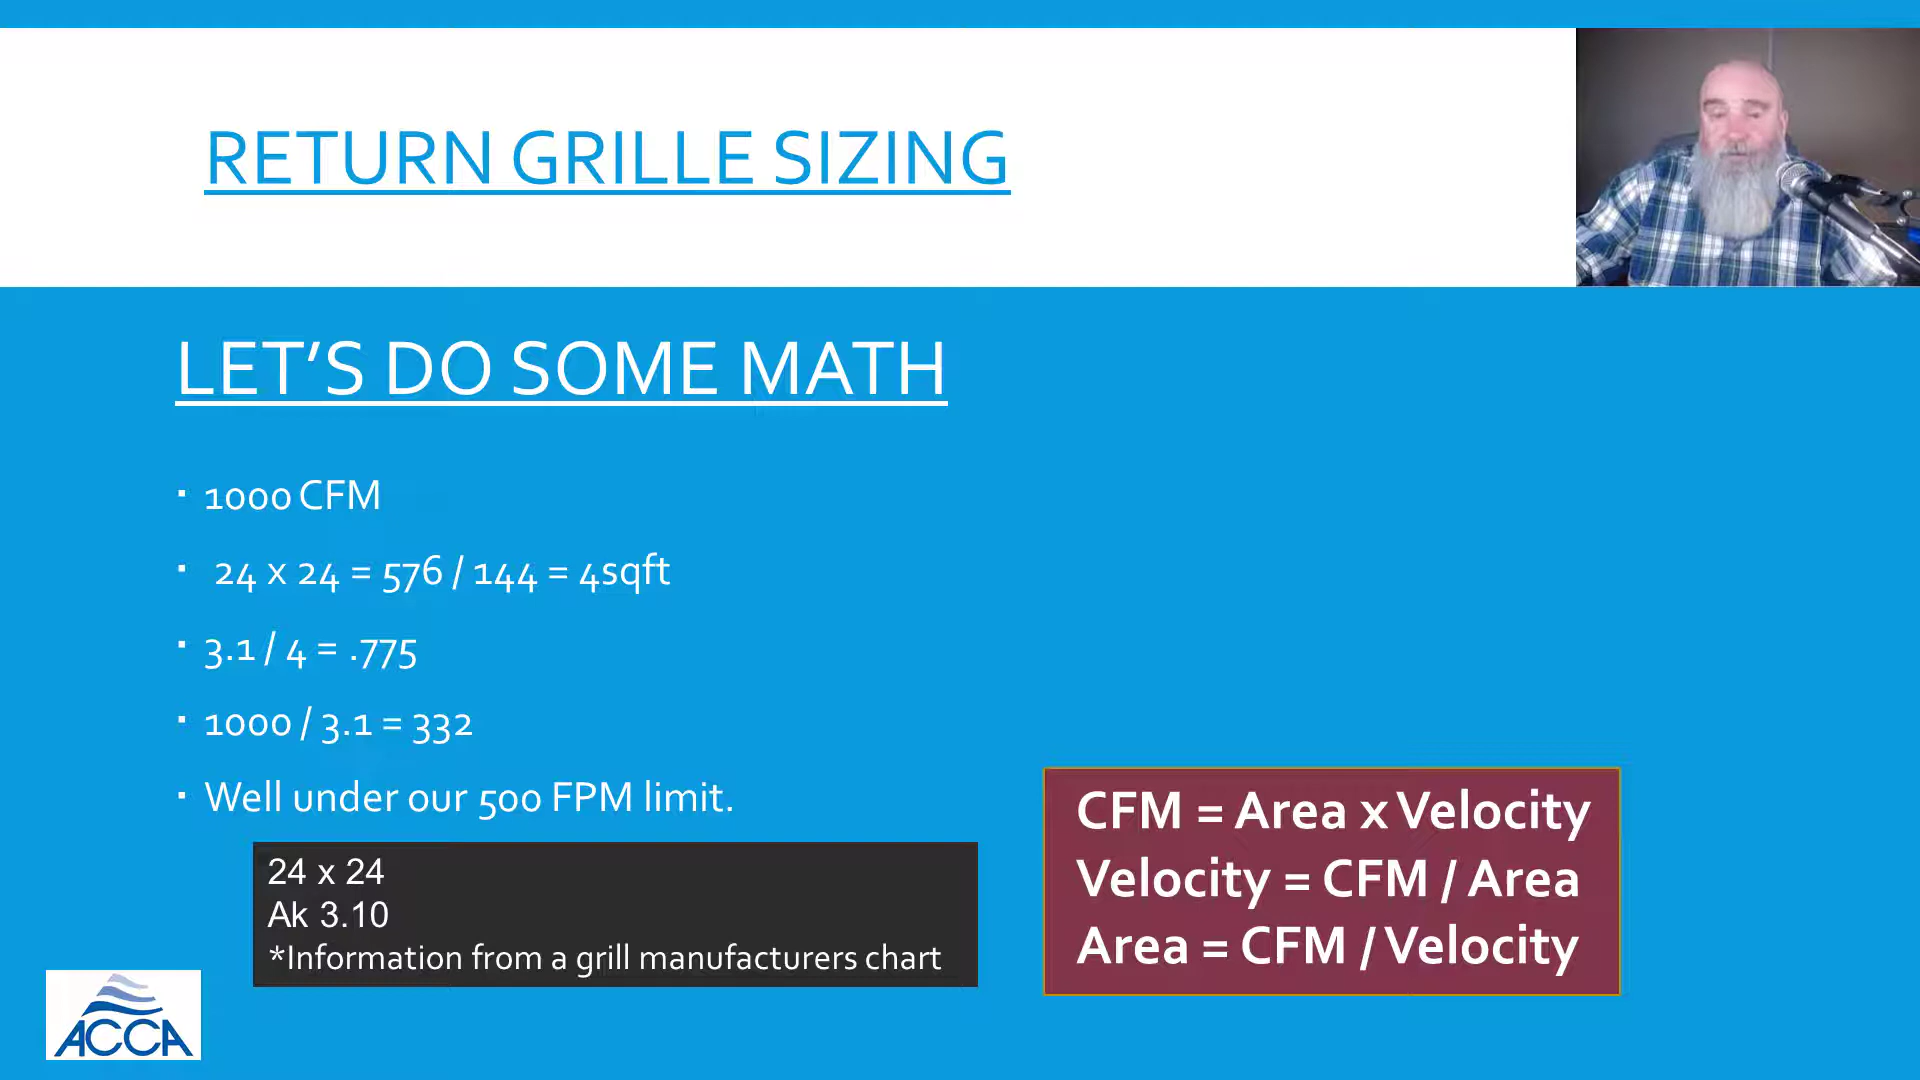 RETURN GRILLE SIZING
LET’S DO SOME MATH
▪ 1000 CFM
▪ 24 x 24 = 576 / 144 = 4sqft
▪ 3.1 / 4 = .775
▪ 1000 / 3.1 = 332
▪ Well under our 500 FPM limit.
24 x 24
Ak 3.10
*Information from a grill manufacturers chart
CFM = Area x Velocity
Velocity = CFM / Area
Area = CFM / Velocity
ACCA